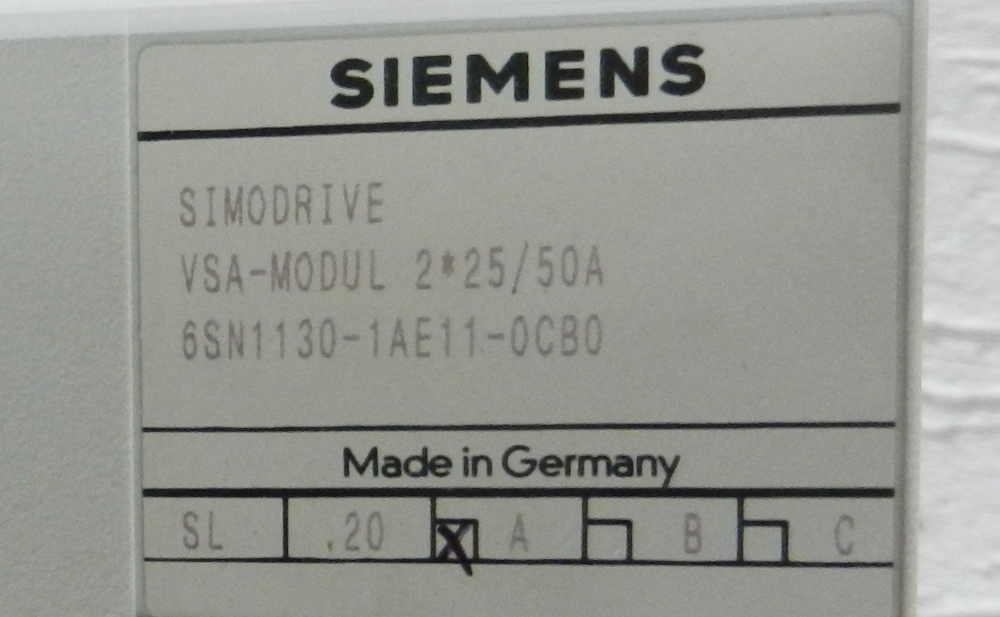 SIEMENS
SIMODRIVE
VSA-MODUL 2*25/50A
6SN1130-1AE11-0CB0
Made in Germany
SL .20 X A B C